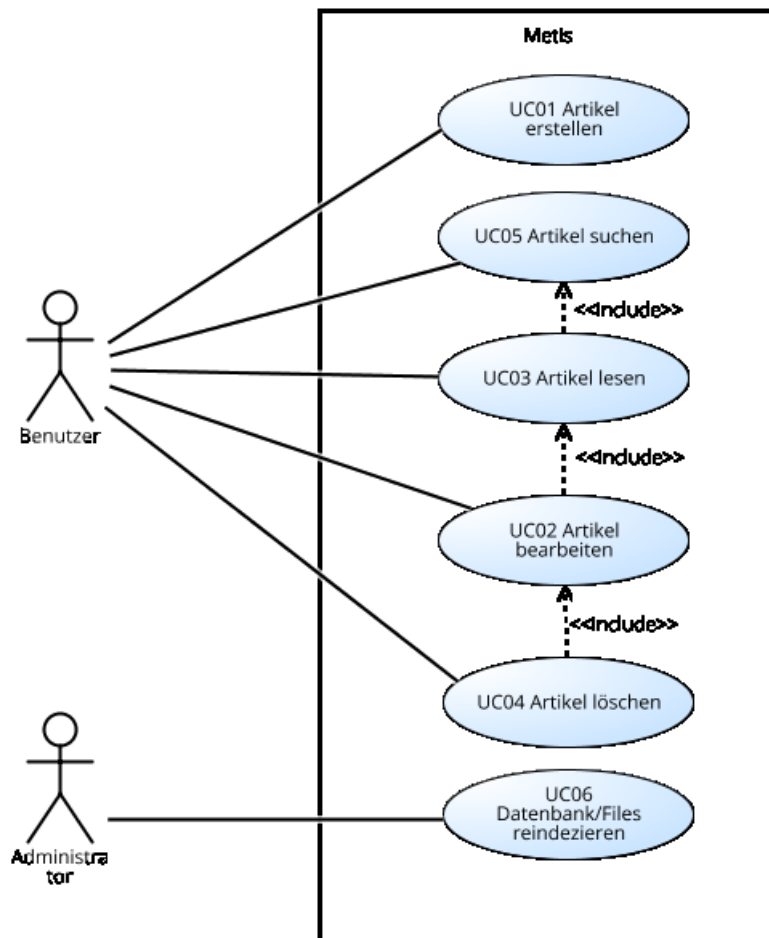 Metis
UC01 Artikel
erstellen
UC05 Artikel suchen
<<include>>
UC03 Artikel lesen
Benutzer
<<include>>
UC02 Artikel
bearbeiten
<<include>>
UC04 Artikel löschen
UC06
Datenbank/Files
reindezieren
Administra
tor